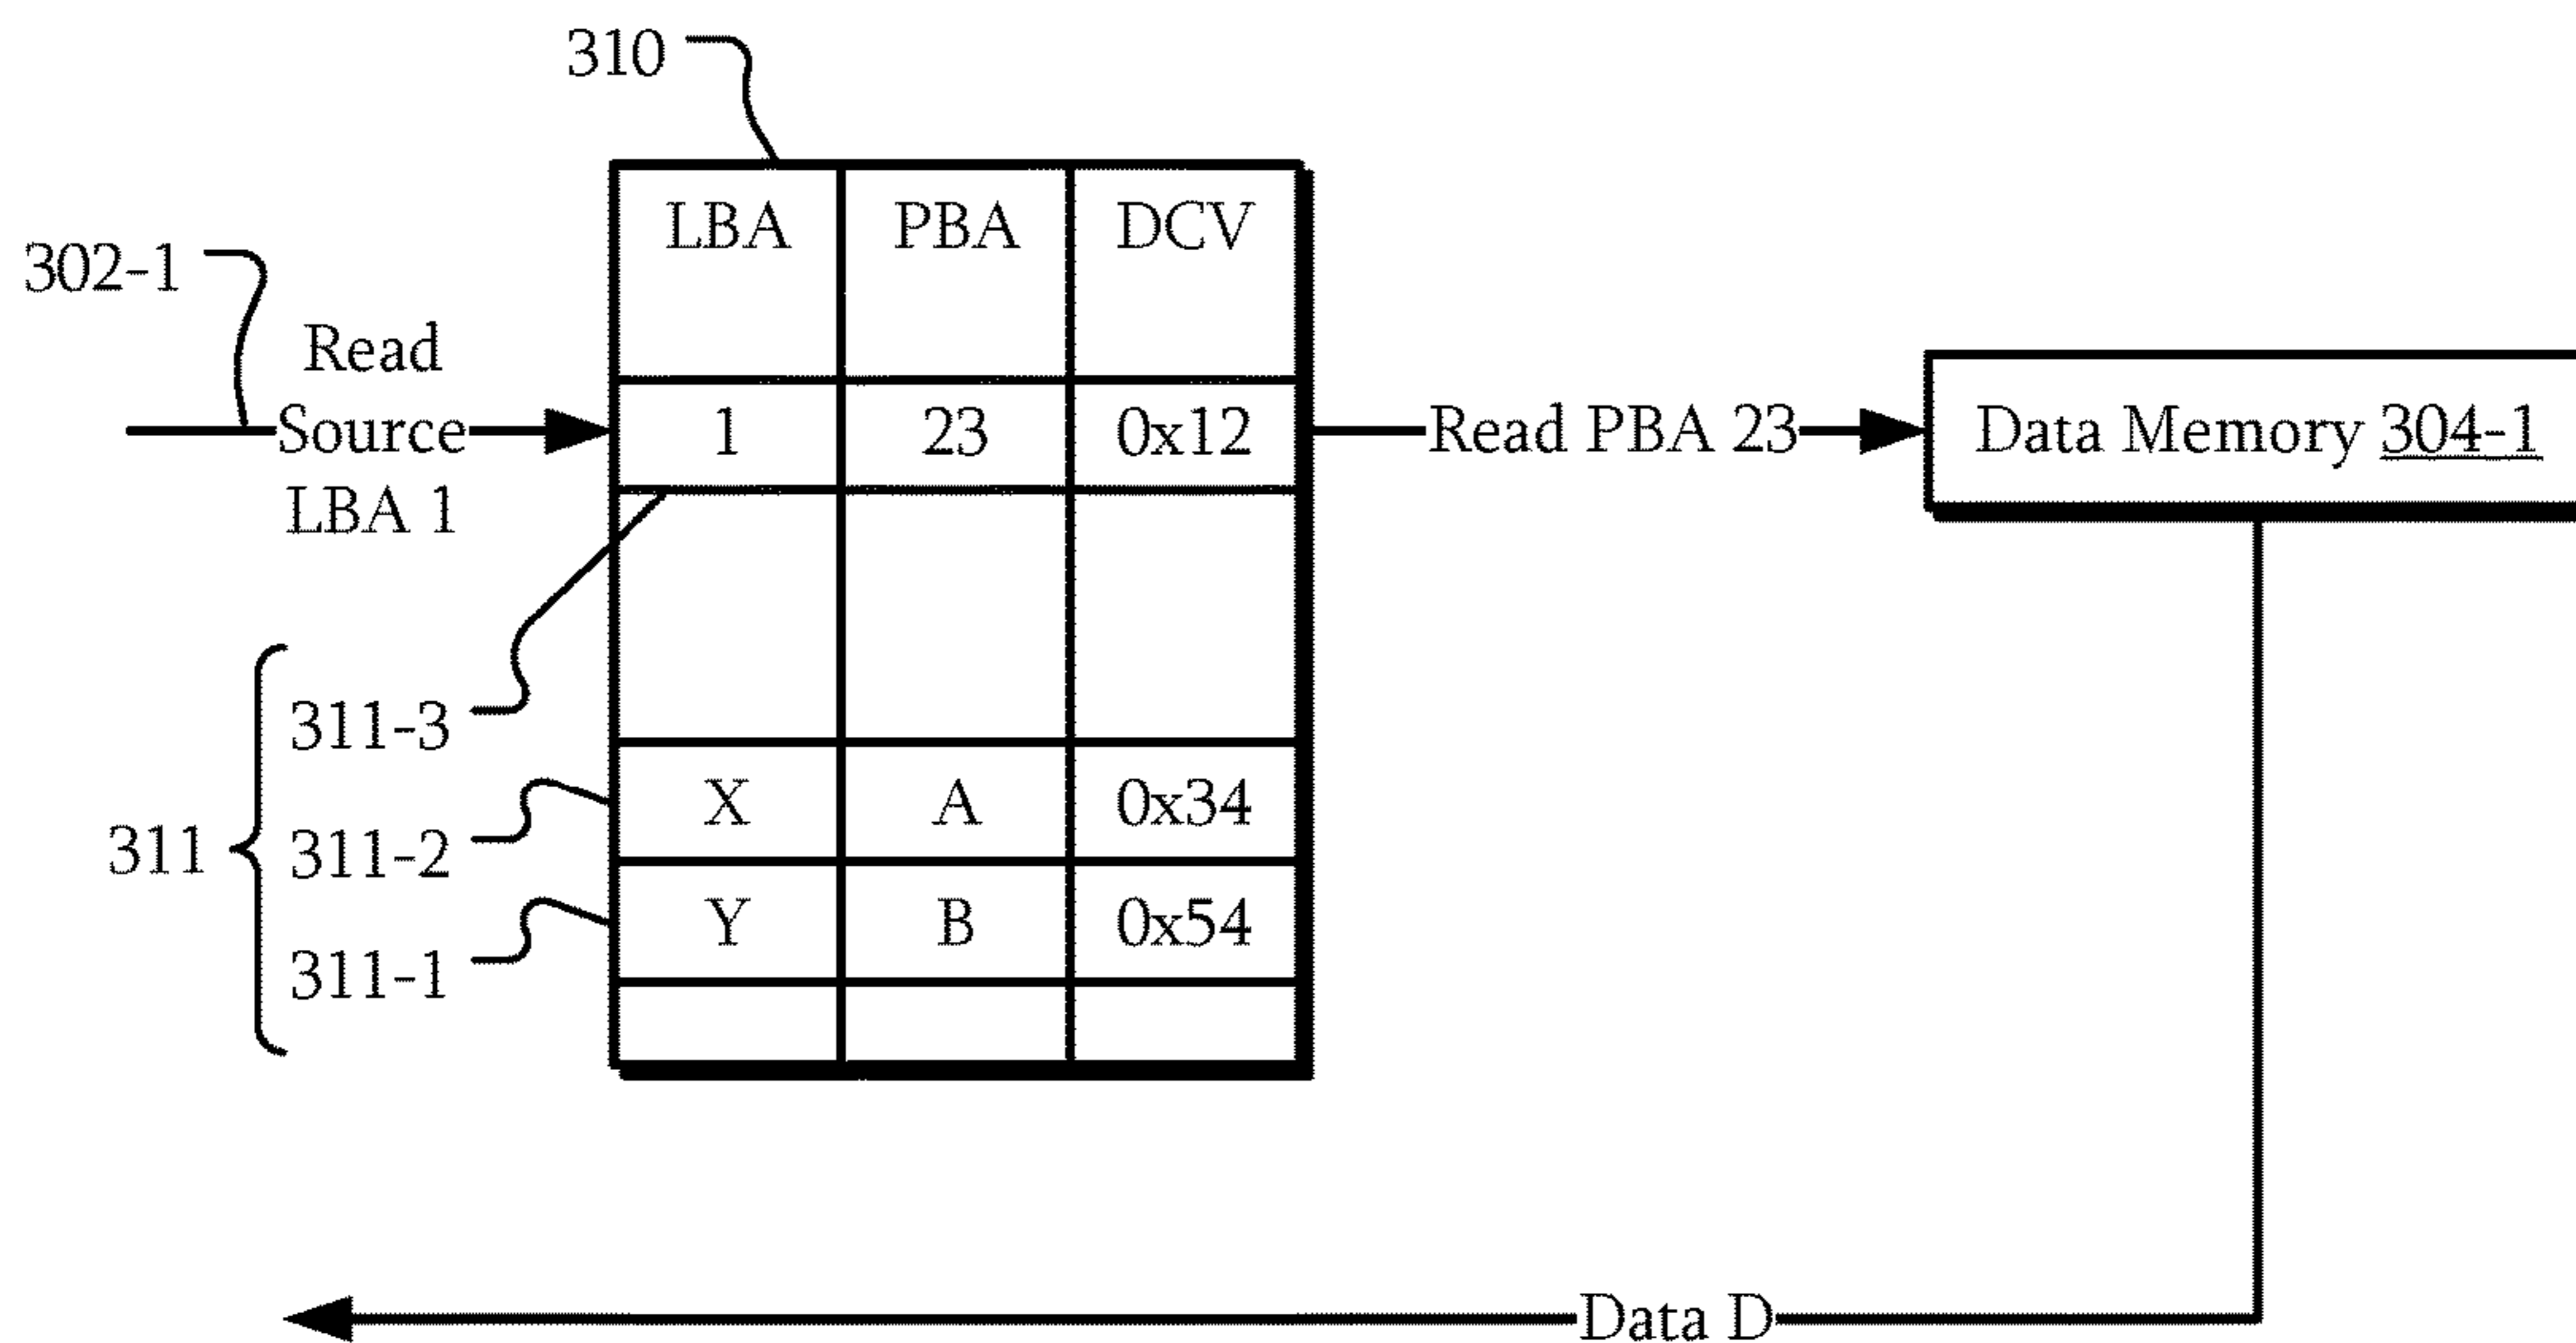 310
LBA PBA DCV
302-1
Read
Source
LBA 1
1 23 0x12
Read PBA 23
Data Memory 304-1
311
311-3
311-2
311-1
X A 0x34
Y B 0x54
Data D